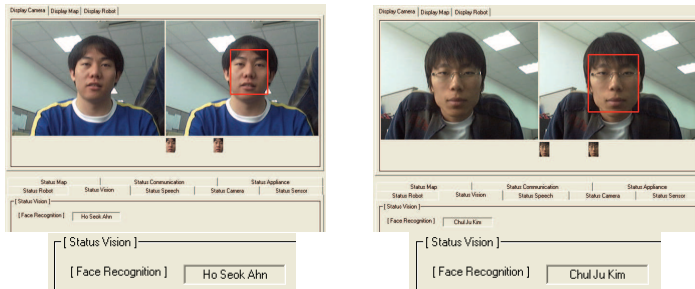 Display Camera Display Map Display Robot
Status Map Status Communication Status Appliance
Status Robot Status Vision Status Speech Status Camera Status Sensor
[ Status Vision ]
[ Face Recognition ] Ho Seok Ahn
[ Status Vision ]
[ Face Recognition ] Ho Seok Ahn
Display Camera Display Map Display Robot
Status Map Status Communication Status Appliance
Status Robot Status Vision Status Speech Status Camera Status Sensor
[ Status Vision ]
[ Face Recognition ] Chul Ju Kim
[ Status Vision ]
[ Face Recognition ] Chul Ju Kim